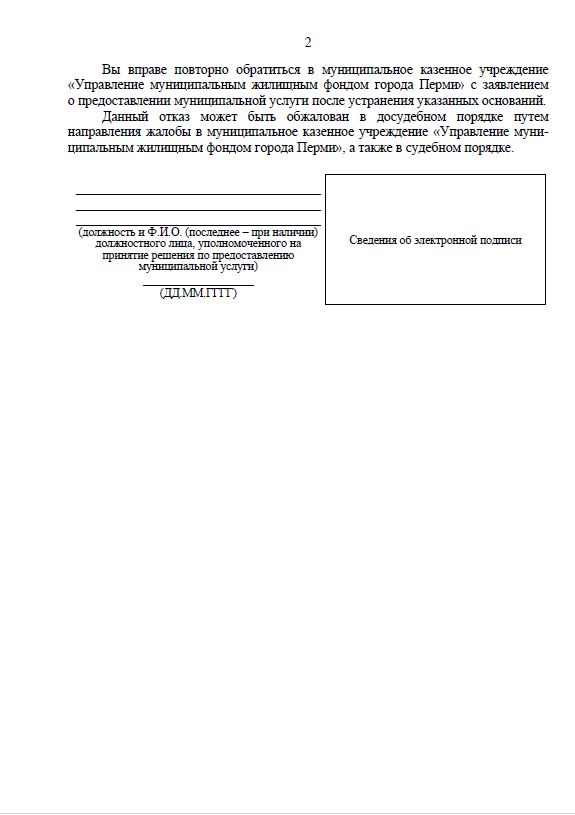 2
Вы вправе повторно обратиться в муниципальное казенное учреждение
«Управление муниципальным жилищным фондом города Перми» с заявлением
о предоставлении муниципальной услуги после устранения указанных оснований.
Данный отказ может быть обжалован в досудебном порядке путем
направления жалобы в муниципальное казенное учреждение «Управление муни-
ципальным жилищным фондом города Перми», а также в судебном порядке.
(должность и Ф.И.О. (последнее – при наличии)
должностного лица, уполномоченного на
принятие решения по предоставлению
муниципальной услуги)
(ДД.ММ.ГГГГ)
Сведения об электронной подписи